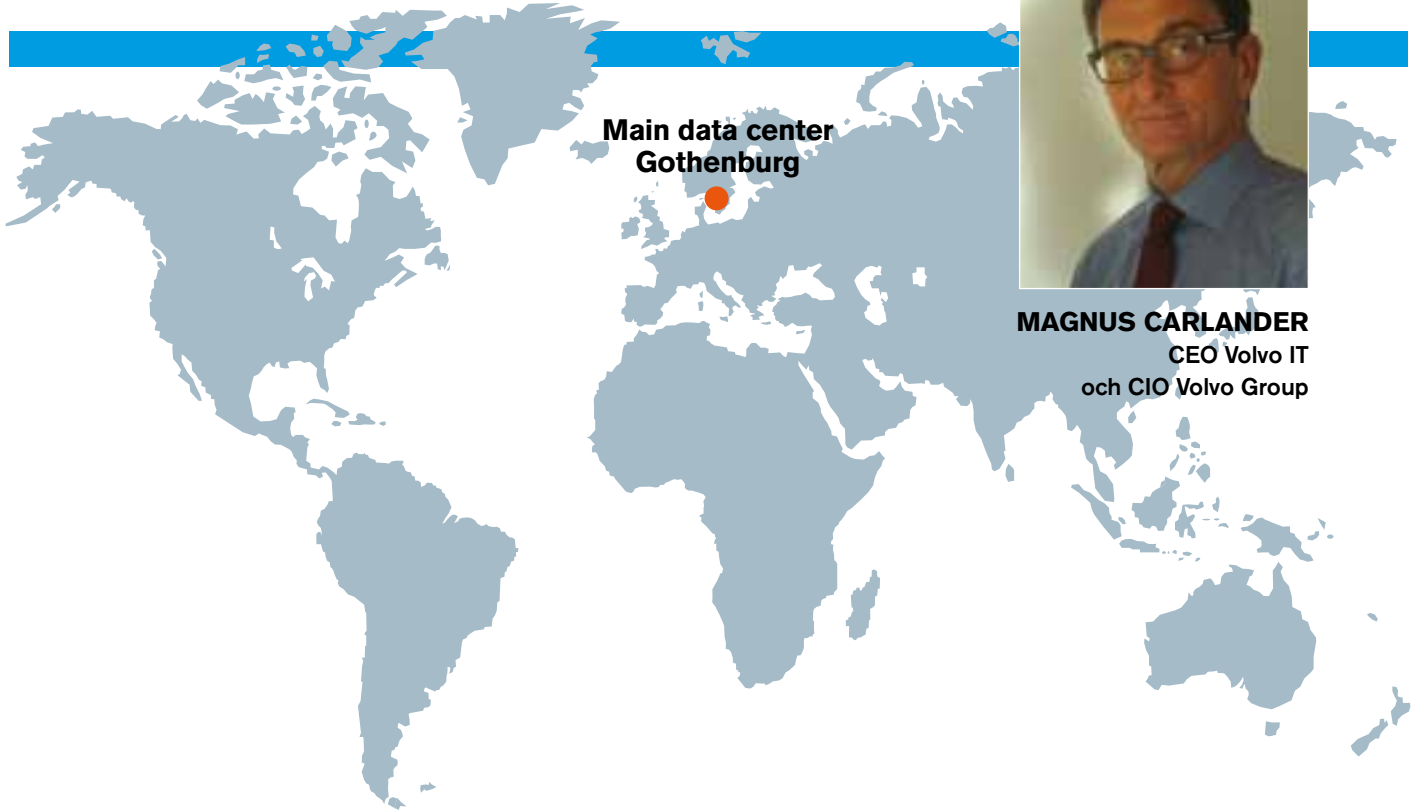 Main data center
Gothenburg
MAGNUS CARLANDER
CEO Volvo IT
och CIO Volvo Group